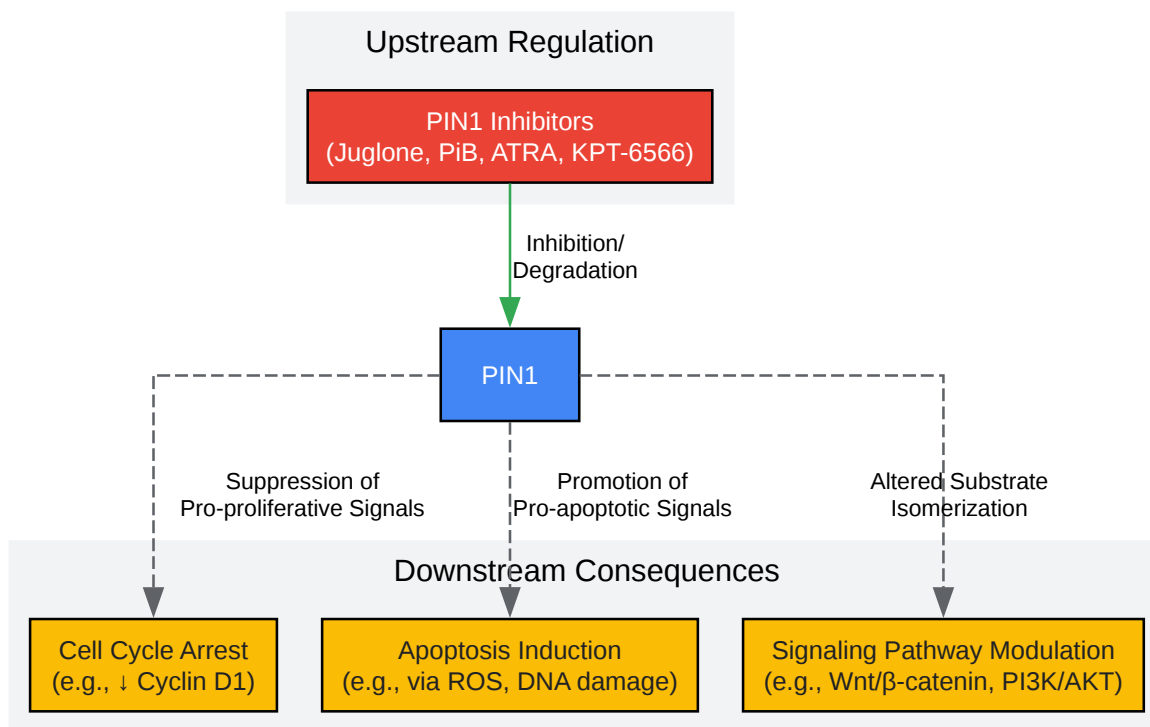 Upstream Regulation
PIN1 Inhibitors
(Juglone, PiB, ATRA, KPT-6566)
Inhibition/
Degradation
PIN1
Suppression of
Pro-proliferative Signals
Promotion of
Pro-apoptotic Signals
Altered Substrate
Isomerization
Downstream Consequences
Cell Cycle Arrest
(e.g., ↓ Cyclin D1)
Apoptosis Induction
(e.g., via ROS, DNA damage)
Signaling Pathway Modulation
(e.g., Wnt/β-catenin, PI3K/AKT)